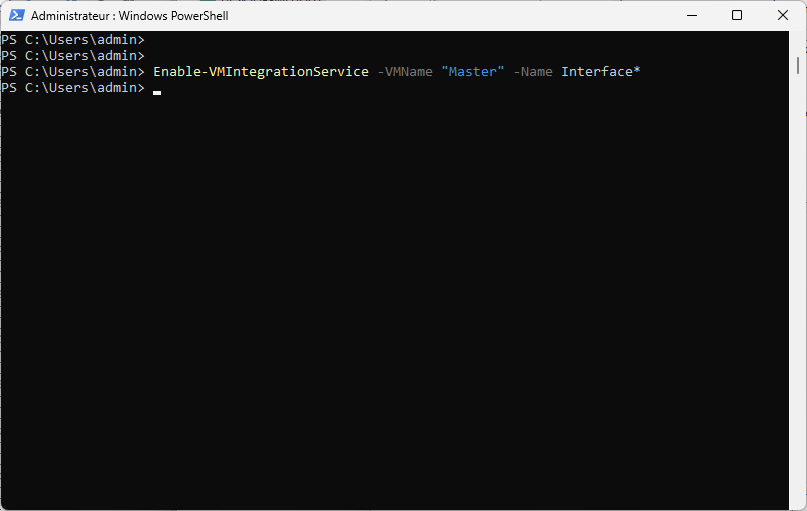 Administrateur : Windows PowerShell
PS C:\Users\admin>
PS C:\Users\admin>
PS C:\Users\admin> Enable-VMIntegrationService -VMName "Master" -Name Interface*
PS C:\Users\admin>